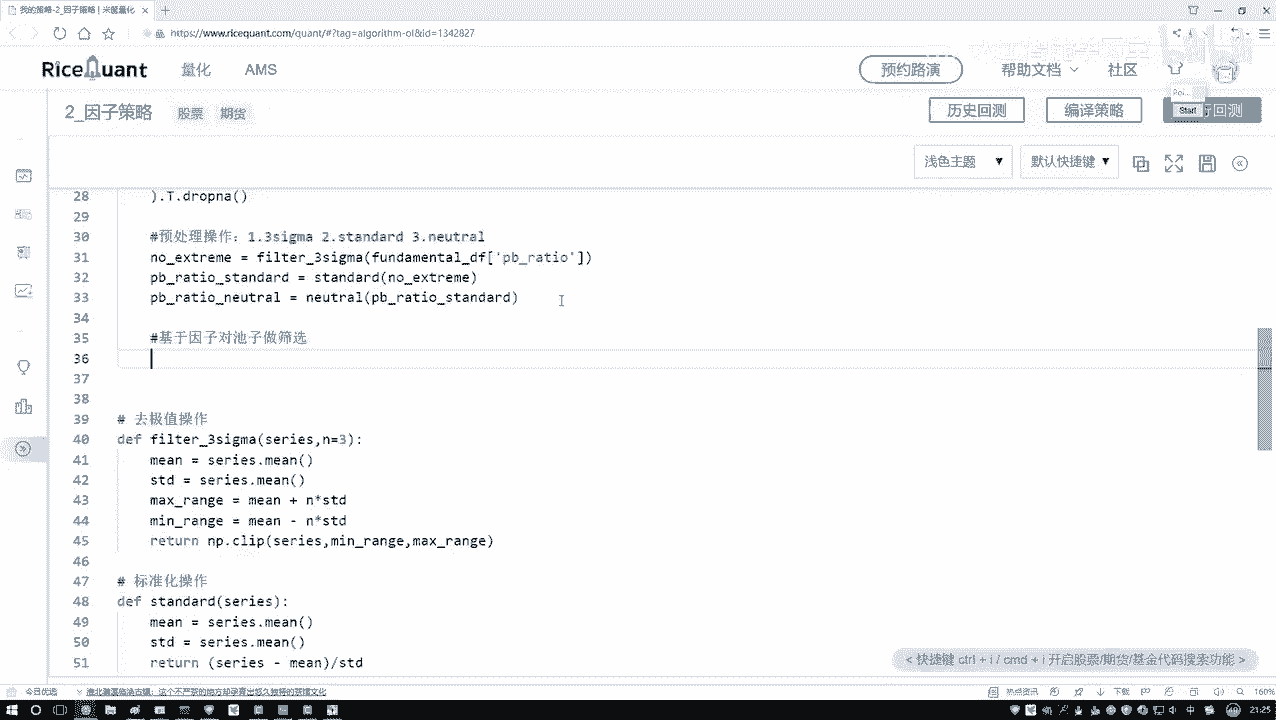 我的策略-2_因子策略 | 米筐量化
https://www.ricequant.com/quant/#?tag=algorithm-ol&id=1342827
RiceQuant 量化 AMS 预约路演 帮助文档 社区
Poi...
Start
2_因子策略 股票 期货 历史回测 编译策略 回测
浅色主题 ▼ 默认快捷键 ▼
28 ).T.dropna()
29
30 #预处理操作：1.3sigma 2.standard 3.neutral
31 no_extreme = filter_3sigma(fundamental_df['pb_ratio'])
32 pb_ratio_standard = standard(no_extreme)
33 pb_ratio_neutral = neutral(pb_ratio_standard)
34
35 #基于因子对池子做筛选
36
37
38
39 # 去极值操作
40 def filter_3sigma(series,n=3):
41 mean = series.mean()
42 std = series.mean()
43 max_range = mean + n*std
44 min_range = mean - n*std
45 return np.clip(series,min_range,max_range)
46
47 # 标准化操作
48 def standard(series):
49 mean = series.mean()
50 std = series.mean()
51 return (series - mean)/std
< 快捷键 ctrl + i / cmd + i 开启股票/期货/基金代码搜索功能 >
今日优选
热点资讯 下载 160%
中 21:25